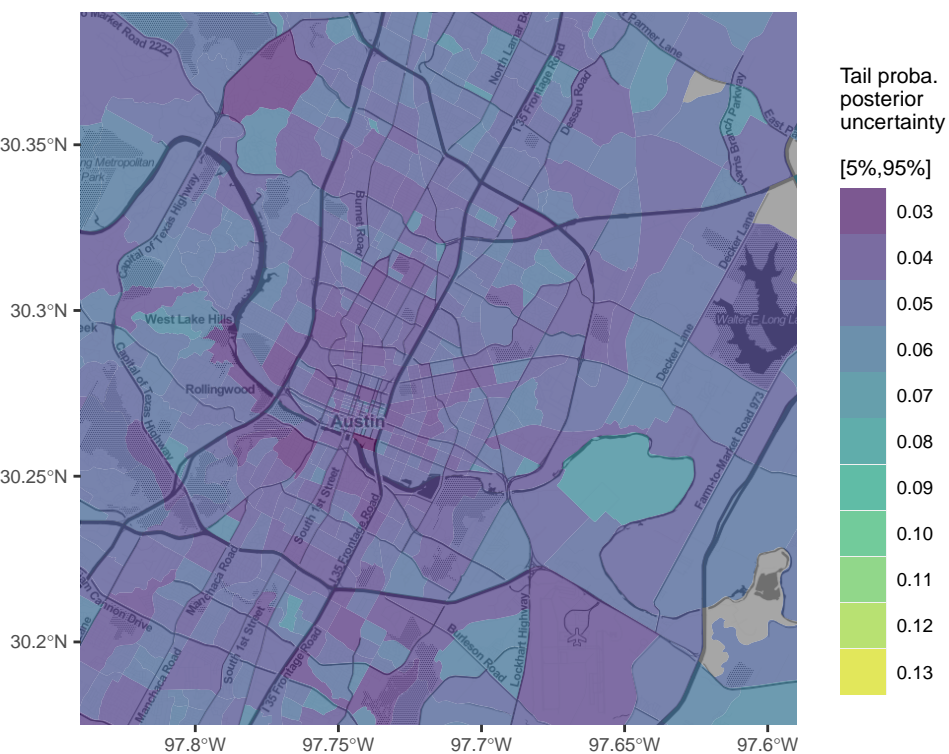 Market Road 2222
Parmer Lane
North Lamar
I 35 Frontage Road
Dessau Road
Harris Branch Parkway
East P
ng Metropolitan
Park
Capital of Texas Highway
Burnet Road
Decker Lane
West Lake Hills
eek
Walter E Long L
Decker Lane
Capital of Texas Highway
Rollingwood
Austin
Farm-to-Market Road 973
South 1st Street
I 35 Frontage Road
Manchaca Road
Cannon Drive
South 1st Street
Burleson Road
Lockhart Highway
Manchaca Road
I 35 Frontage Road
30.35°N
30.3°N
30.25°N
30.2°N
97.8°W
97.75°W
97.7°W
97.65°W
97.6°W
Tail proba.
posterior
uncertainty
[5%,95%]
0.03
0.04
0.05
0.06
0.07
0.08
0.09
0.10
0.11
0.12
0.13